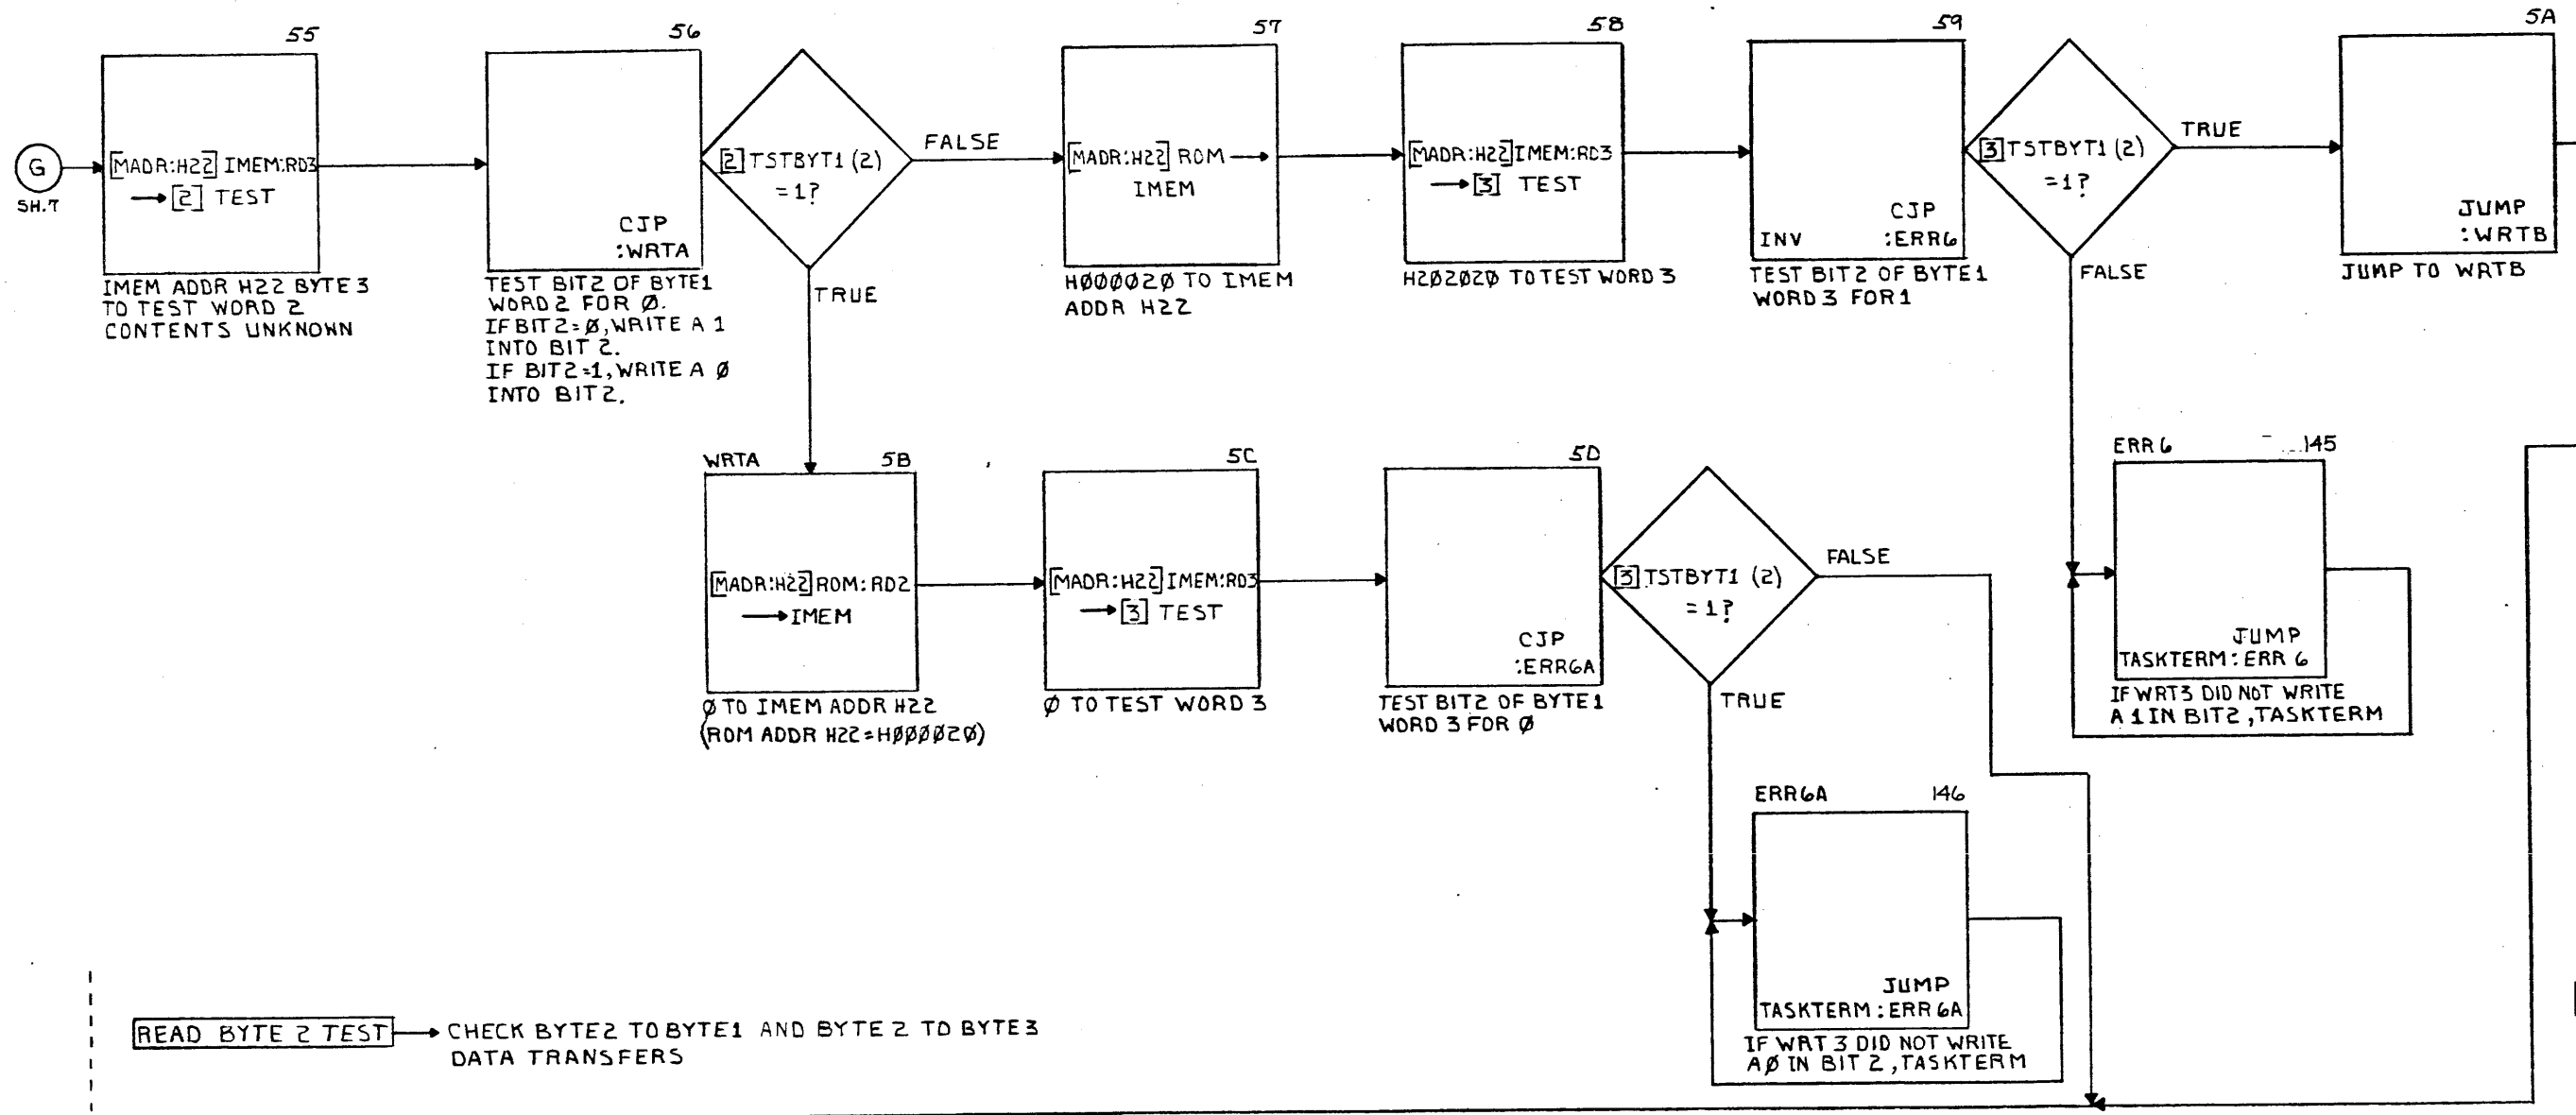 G
SH.7
55
[MADR:H22] IMEM:RD3
→[2] TEST
IMEM ADDR H22 BYTE 3
TO TEST WORD 2
CONTENTS UNKNOWN
56
CJP
:WRTA
TEST BIT2 OF BYTE1
WORD2 FOR Ø.
IF BIT2=Ø, WRITE A 1
INTO BIT 2.
IF BIT2=1, WRITE A Ø
INTO BIT2.
[2] TSTBYT1 (2)
=1?
FALSE
TRUE
57
[MADR:H22] ROM →
IMEM
HØØØØ2Ø TO IMEM
ADDR H22
58
[MADR:H22] IMEM:RD3
→[3] TEST
H2Ø2Ø2Ø TO TEST WORD 3
59
CJP
INV :ERR6
TEST BIT2 OF BYTE1
WORD 3 FOR 1
[3] TSTBYT1 (2)
=1?
TRUE
FALSE
5A
JUMP
:WRTB
JUMP TO WRTB
WRTA 5B
[MADR:H22] ROM:RD2
→IMEM
Ø TO IMEM ADDR H22
(ROM ADDR H22=HØØØØ2Ø)
5C
[MADR:H22] IMEM:RD3
→[3] TEST
Ø TO TEST WORD 3
5D
CJP
:ERR6A
TEST BIT2 OF BYTE1
WORD 3 FOR Ø
[3] TSTBYT1 (2)
=1?
FALSE
TRUE
ERR6 145
JUMP
TASKTERM:ERR 6
IF WRT3 DID NOT WRITE
A 1 IN BIT2, TASKTERM
ERR6A 146
JUMP
TASKTERM:ERR6A
IF WRT 3 DID NOT WRITE
A Ø IN BIT 2, TASKTERM
READ BYTE 2 TEST → CHECK BYTE2 TO BYTE1 AND BYTE 2 TO BYTE3
DATA TRANSFERS